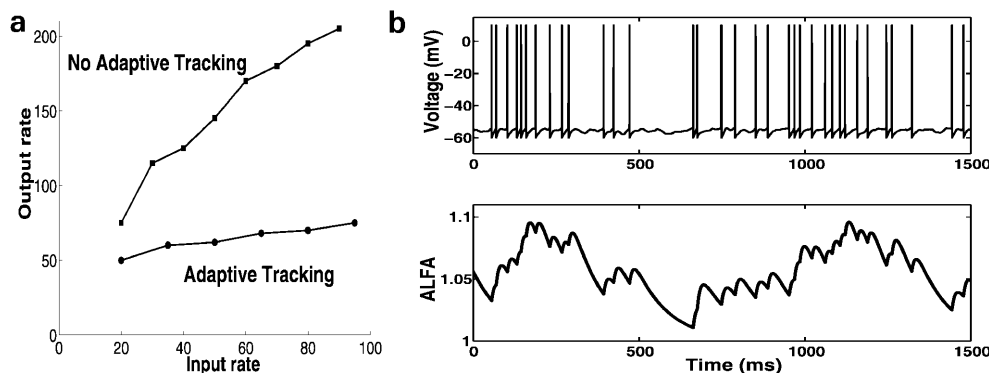 a
200
150
100
50
0
Output rate
No Adaptive Tracking
Adaptive Tracking
0 20 40 60 80 100
Input rate
b
Voltage (mV)
0
−20
−40
−60
0 500 1000 1500
ALFA
1.1
1.05
1
0 500 1000 1500
Time (ms)